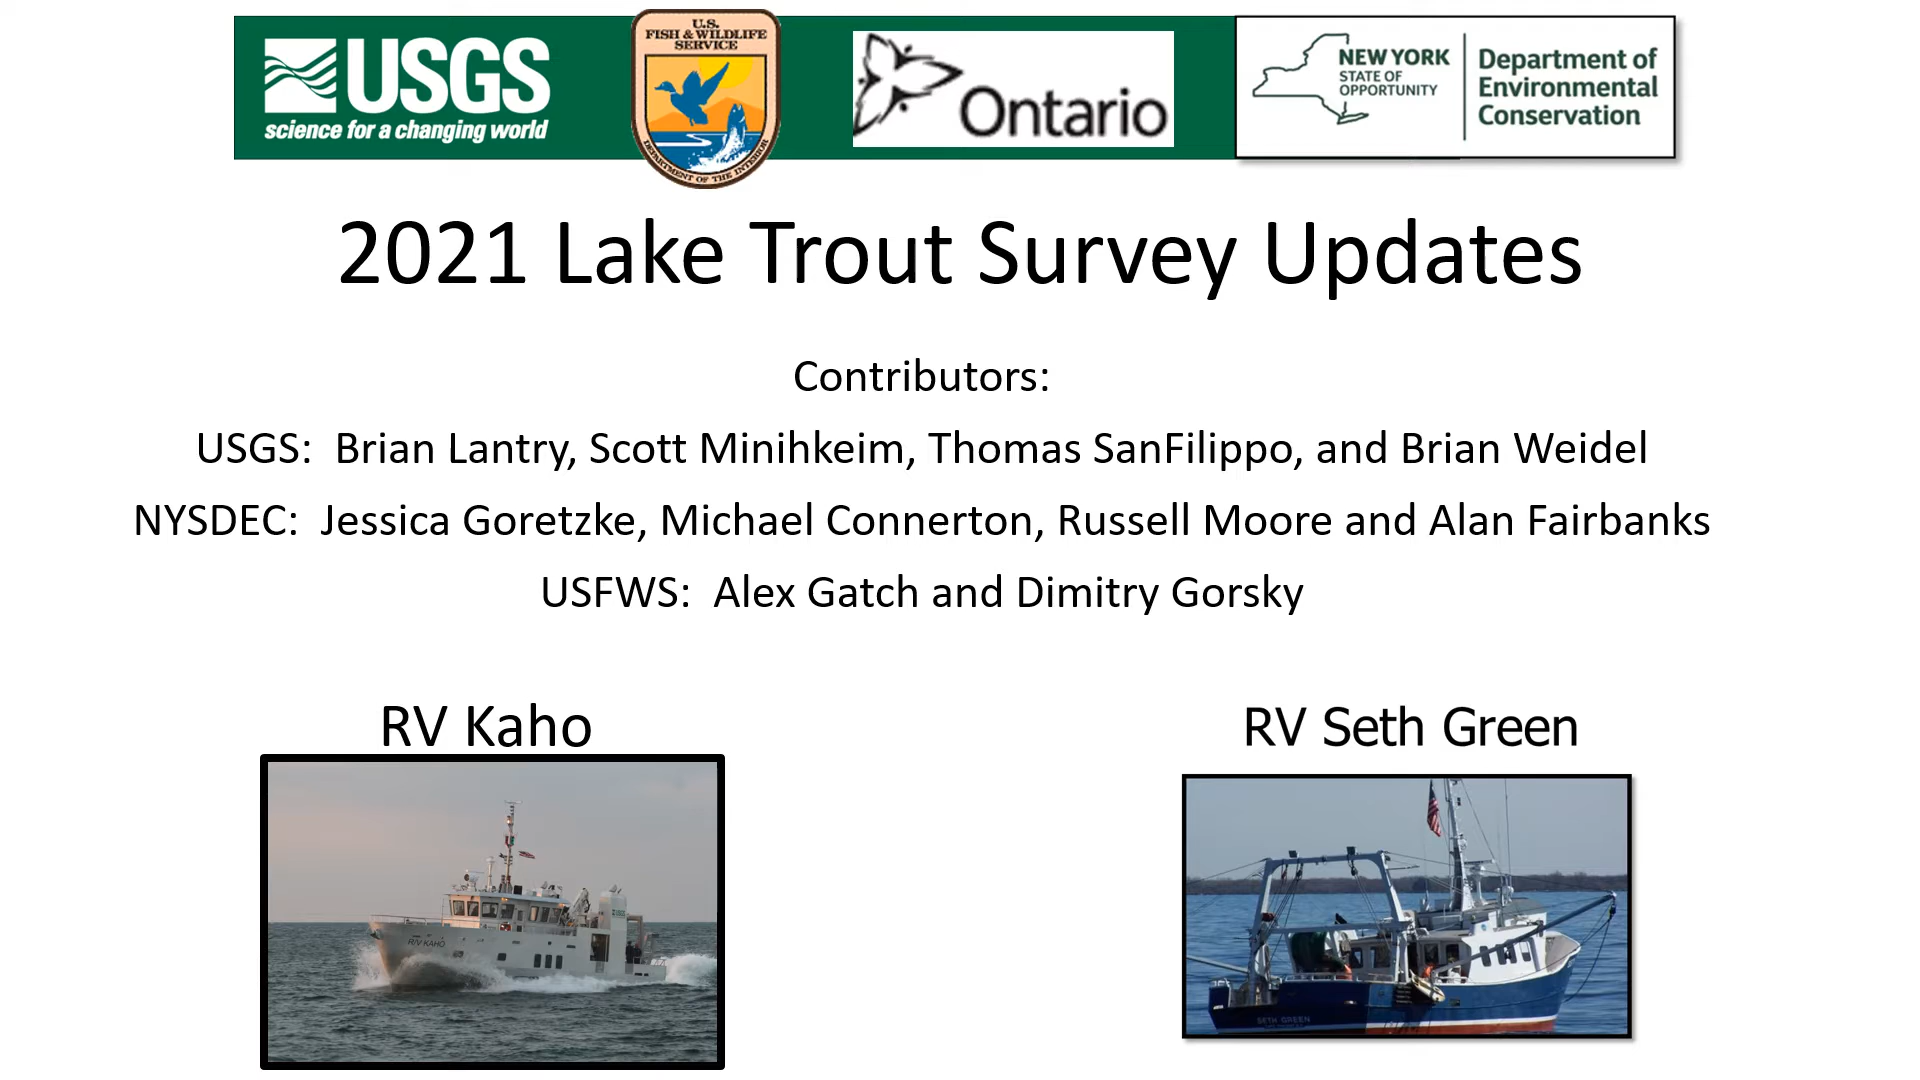 USGS
science for a changing world
U.S.
FISH & WILDLIFE
SERVICE
DEPARTMENT OF THE INTERIOR
Ontario
NEW YORK
STATE OF
OPPORTUNITY
Department of
Environmental
Conservation
2021 Lake Trout Survey Updates
Contributors:
USGS: Brian Lantry, Scott Minihkeim, Thomas SanFilippo, and Brian Weidel
NYSDEC: Jessica Goretzke, Michael Connerton, Russell Moore and Alan Fairbanks
USFWS: Alex Gatch and Dimitry Gorsky
RV Kaho
RV Seth Green
R/V KAHO
SETH GREEN